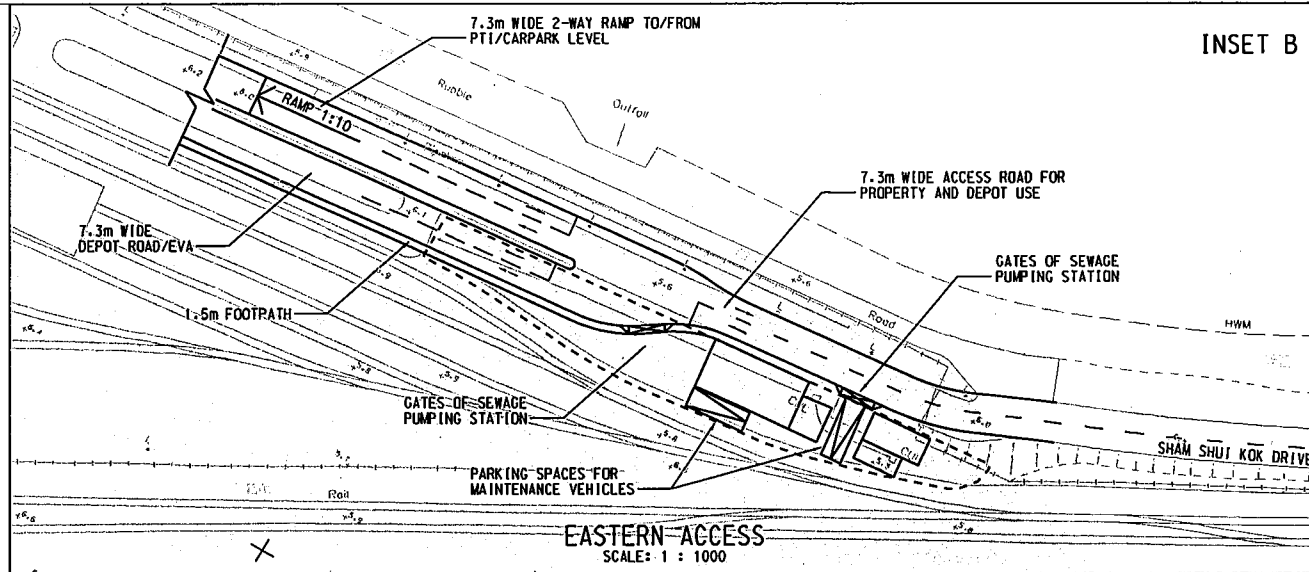 7.3m WIDE 2-WAY RAMP TO/FROM
PTI/CARPARK LEVEL
INSET B
RAMP 1:10
Rubble
Outfall
7.3m WIDE ACCESS ROAD FOR
PROPERTY AND DEPOT USE
7.3m WIDE
DEPOT ROAD/EVA
GATES OF SEWAGE
PUMPING STATION
1.5m FOOTPATH
Road
HWM
GATES OF SEWAGE
PUMPING STATION
SHAM SHUI KOK DRIVE
PARKING SPACES FOR
MAINTENANCE VEHICLES
Rail
EASTERN ACCESS
SCALE: 1 : 1000